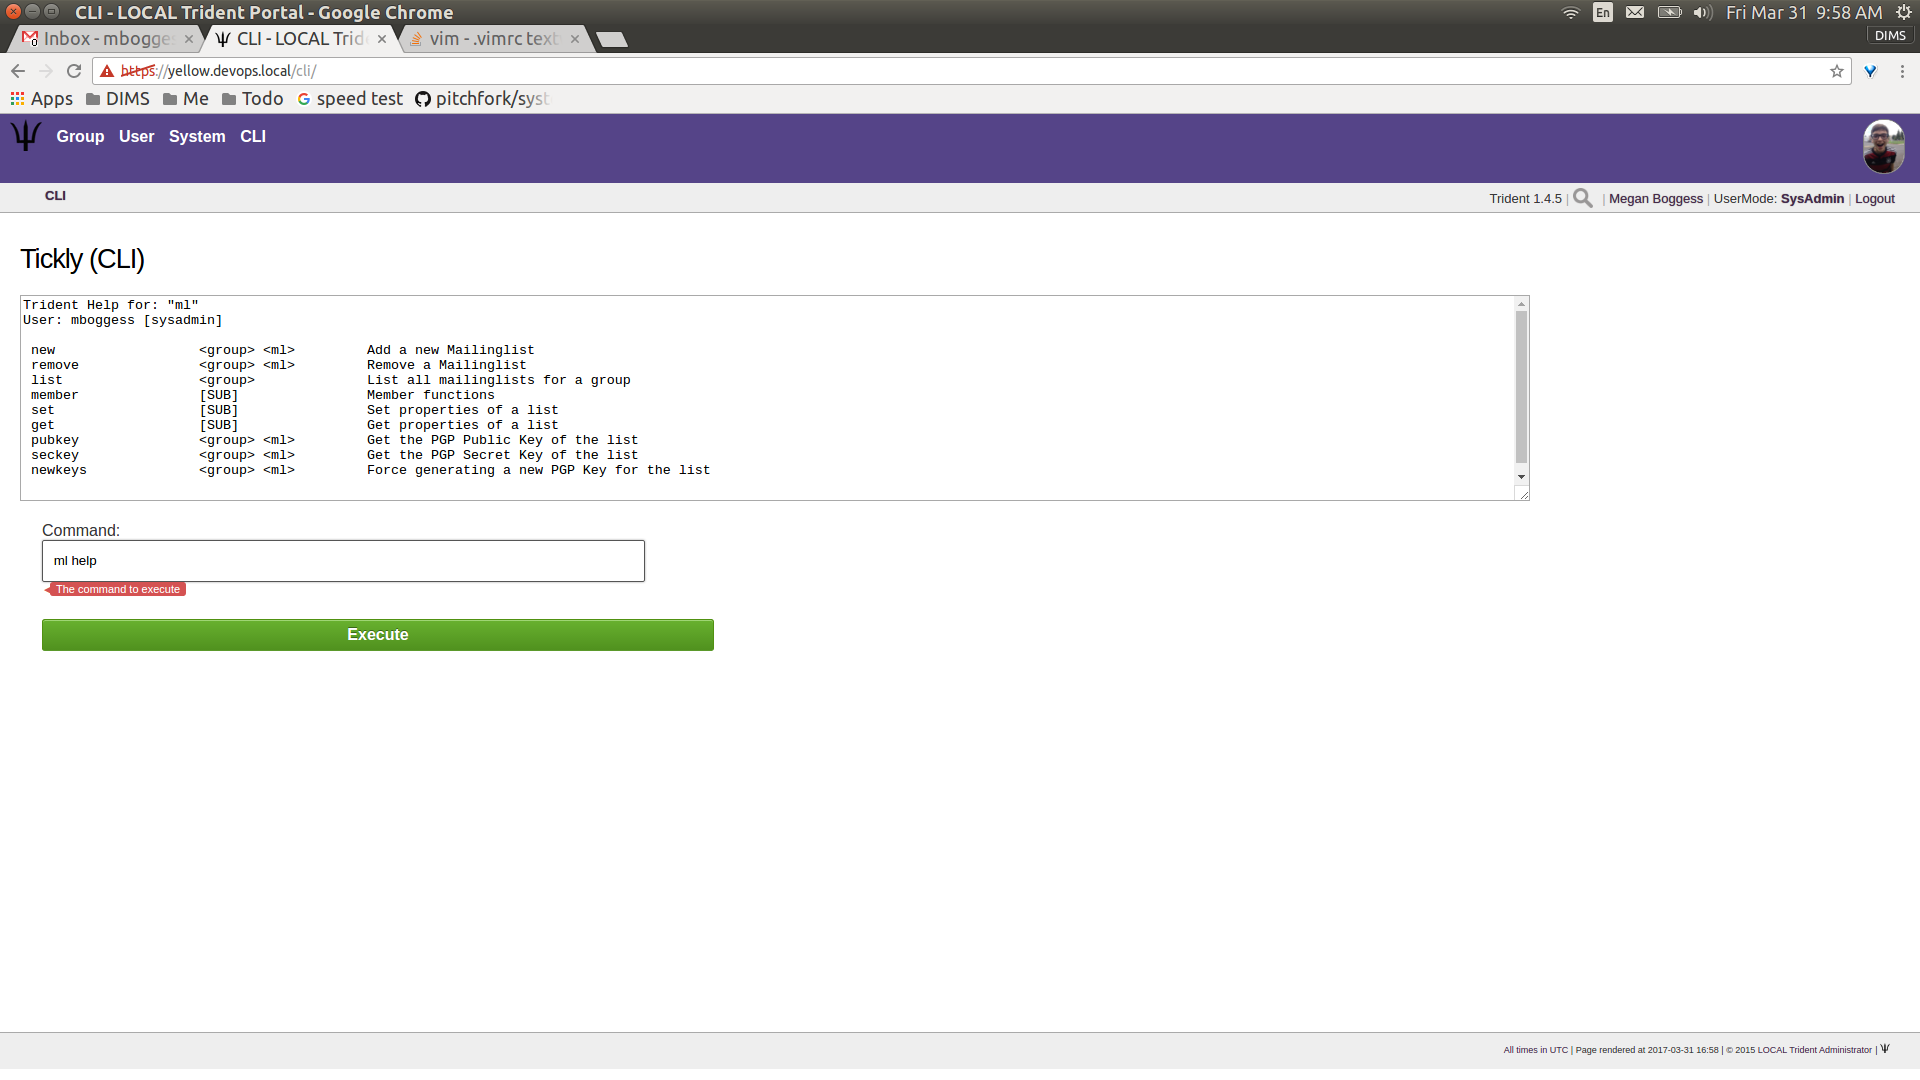 CLI - LOCAL Trident Portal - Google Chrome
En
Fri Mar 31 9:58 AM
Inbox - mbogges
CLI - LOCAL Trid
vim - .vimrc text
DIMS
https://yellow.devops.local/cli/
Apps DIMS Me Todo speed test pitchfork/syst
Group User System CLI
CLI
Trident 1.4.5 | | Megan Boggess | UserMode: SysAdmin | Logout
Tickly (CLI)
Trident Help for: "ml"
User: mboggess [sysadmin]
new <group> <ml> Add a new Mailinglist
remove <group> <ml> Remove a Mailinglist
list <group> List all mailinglists for a group
member [SUB] Member functions
set [SUB] Set properties of a list
get [SUB] Get properties of a list
pubkey <group> <ml> Get the PGP Public Key of the list
seckey <group> <ml> Get the PGP Secret Key of the list
newkeys <group> <ml> Force generating a new PGP Key for the list
Command:
ml help
The command to execute
Execute
All times in UTC | Page rendered at 2017-03-31 16:58 | © 2015 LOCAL Trident Administrator |